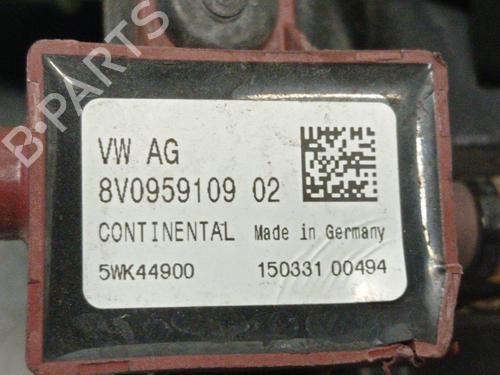 B-PARTS
VW AG
8V0959109 02
CONTINENTAL Made in Germany
5WK44900 150331 00494